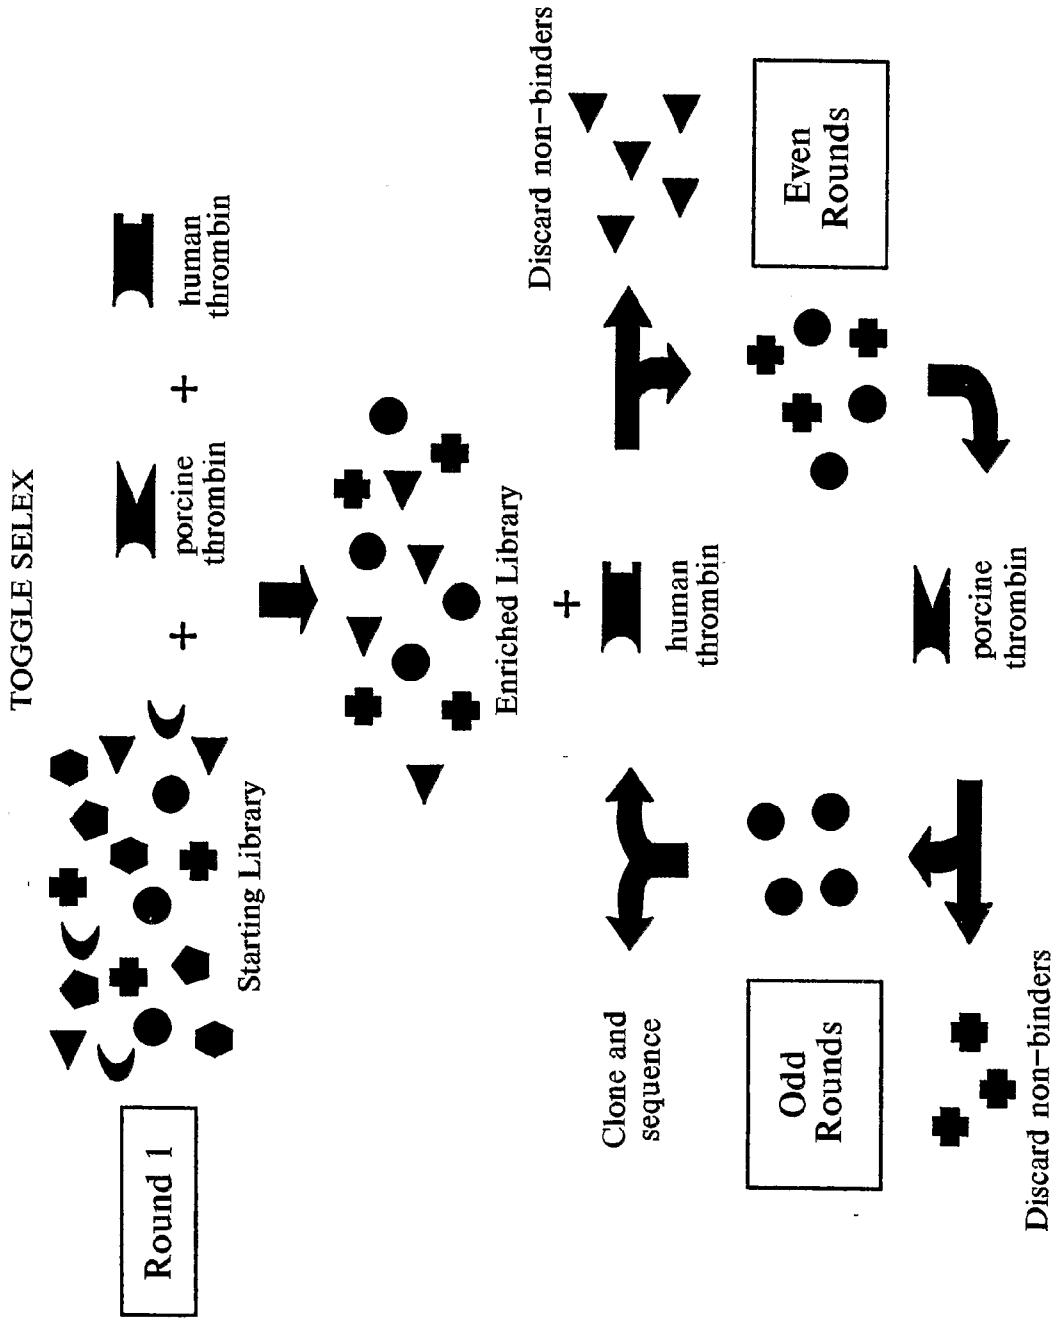 TOGGLE SELEX
Round 1
Starting Library
+
porcine
thrombin
+
human
thrombin
Enriched Library
+
human
thrombin
Discard non-binders
Even
Rounds
porcine
thrombin
Discard non-binders
Odd
Rounds
Clone and
sequence